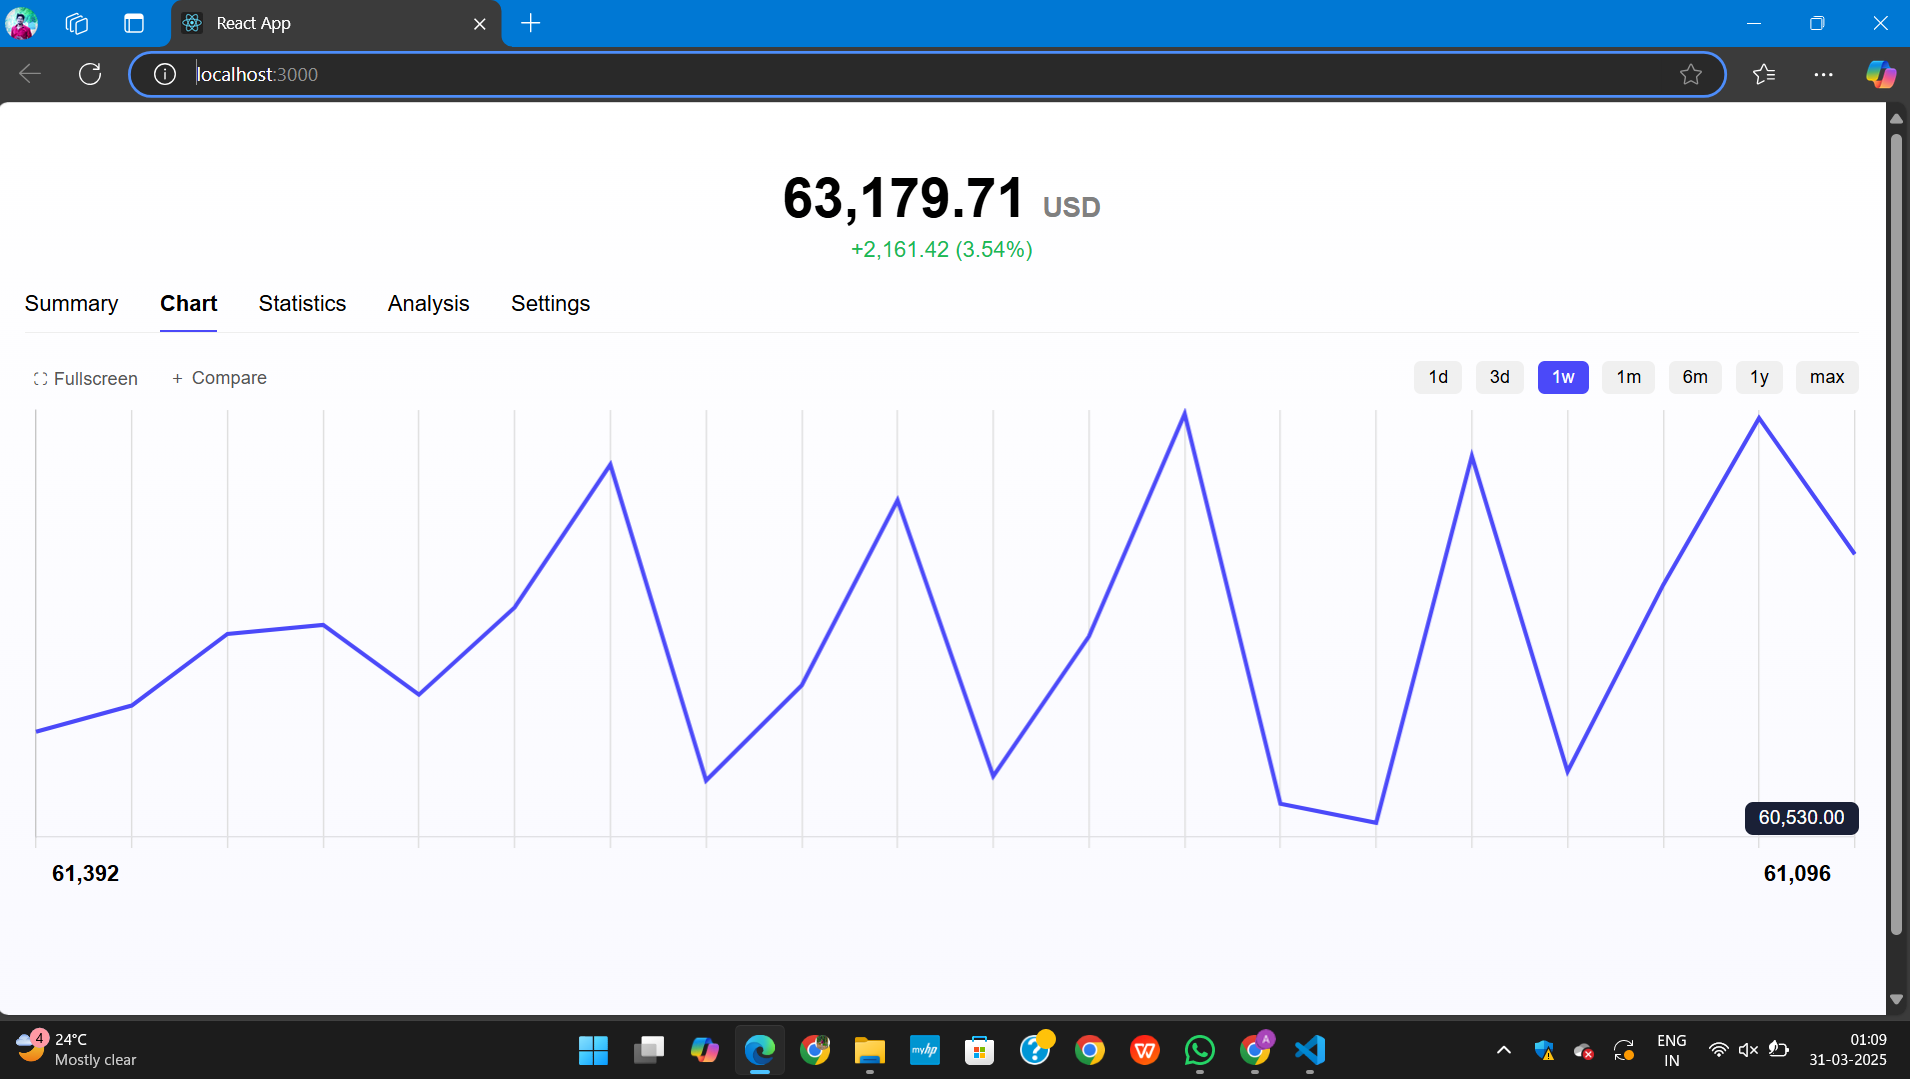 React App
localhost:3000
63,179.71 USD
+2,161.42 (3.54%)
Summary Chart Statistics Analysis Settings
Fullscreen + Compare 1d 3d 1w 1m 6m 1y max
60,530.00
61,392 61,096
4 24°C
Mostly clear
myhp
A
ENG
IN
01:09
31-03-2025